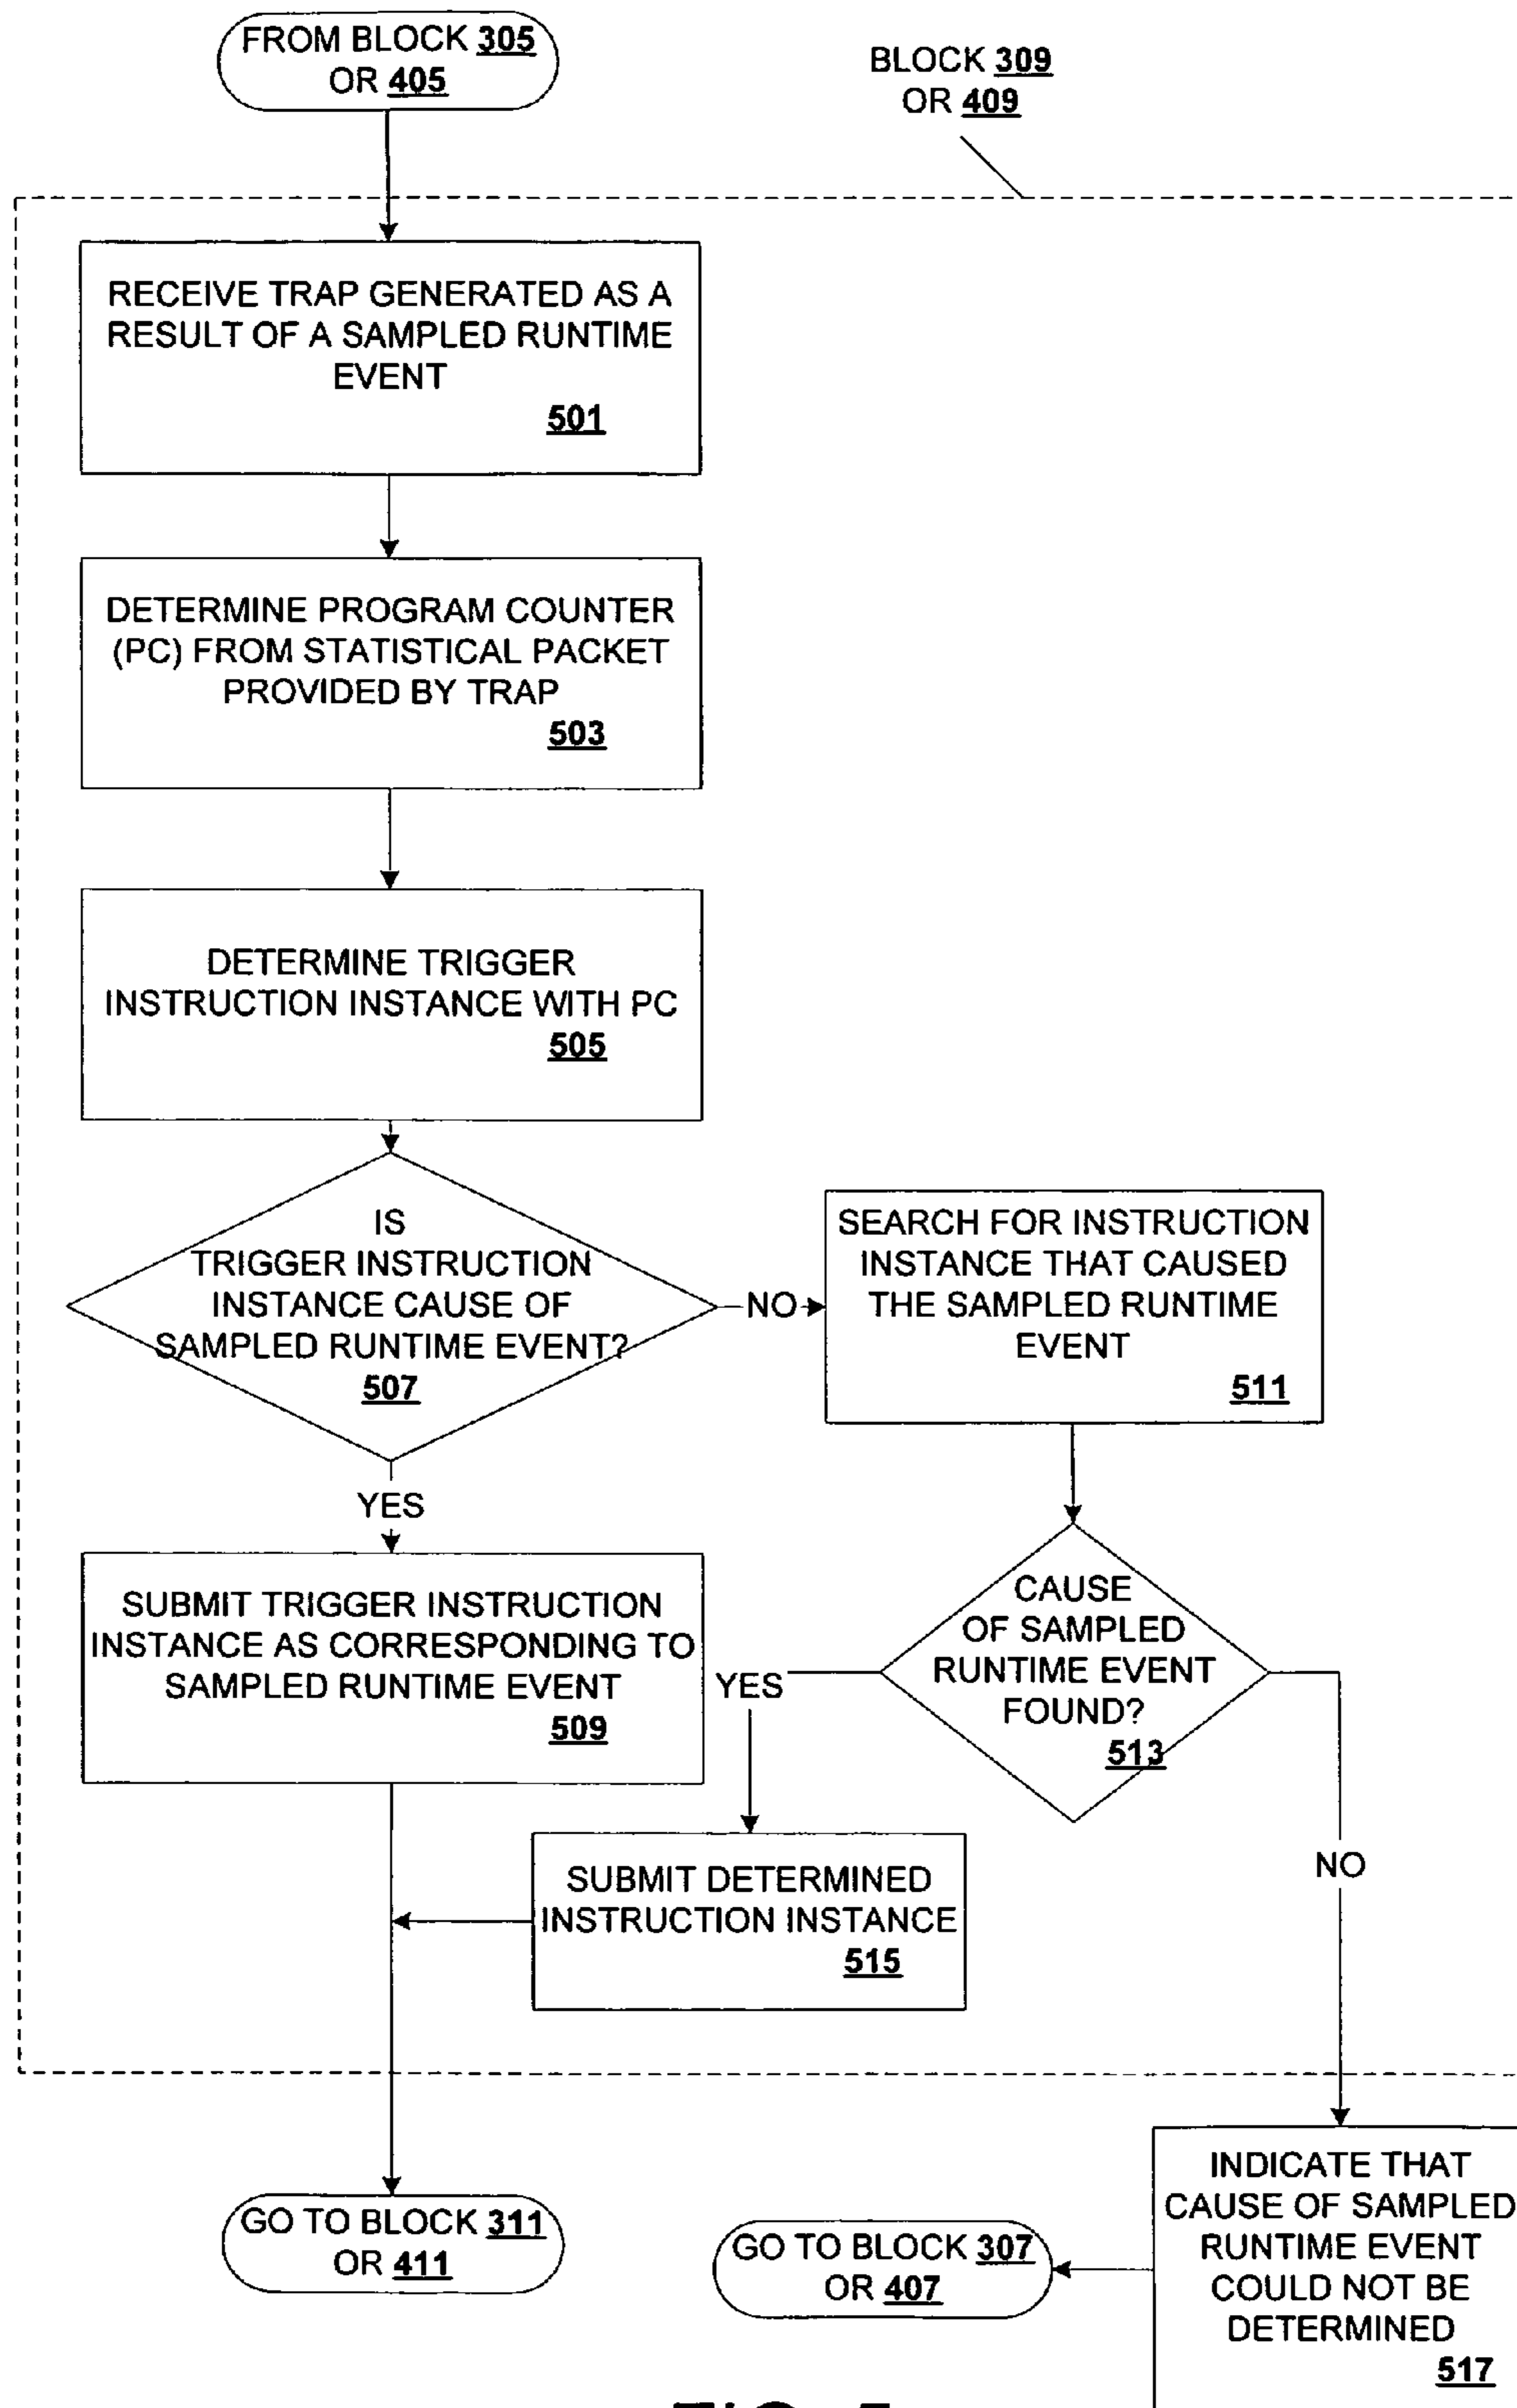 FROM BLOCK 305
OR 405
BLOCK 309
OR 409
RECEIVE TRAP GENERATED AS A
RESULT OF A SAMPLED RUNTIME
EVENT
501
DETERMINE PROGRAM COUNTER
(PC) FROM STATISTICAL PACKET
PROVIDED BY TRAP
503
DETERMINE TRIGGER
INSTRUCTION INSTANCE WITH PC
505
IS
TRIGGER INSTRUCTION
INSTANCE CAUSE OF
SAMPLED RUNTIME EVENT?
507
NO
SEARCH FOR INSTRUCTION
INSTANCE THAT CAUSED
THE SAMPLED RUNTIME
EVENT
511
YES
SUBMIT TRIGGER INSTRUCTION
INSTANCE AS CORRESPONDING TO
SAMPLED RUNTIME EVENT
509
CAUSE
OF SAMPLED
RUNTIME EVENT
FOUND?
513
YES
NO
SUBMIT DETERMINED
INSTRUCTION INSTANCE
515
GO TO BLOCK 311
OR 411
GO TO BLOCK 307
OR 407
INDICATE THAT
CAUSE OF SAMPLED
RUNTIME EVENT
COULD NOT BE
DETERMINED
517